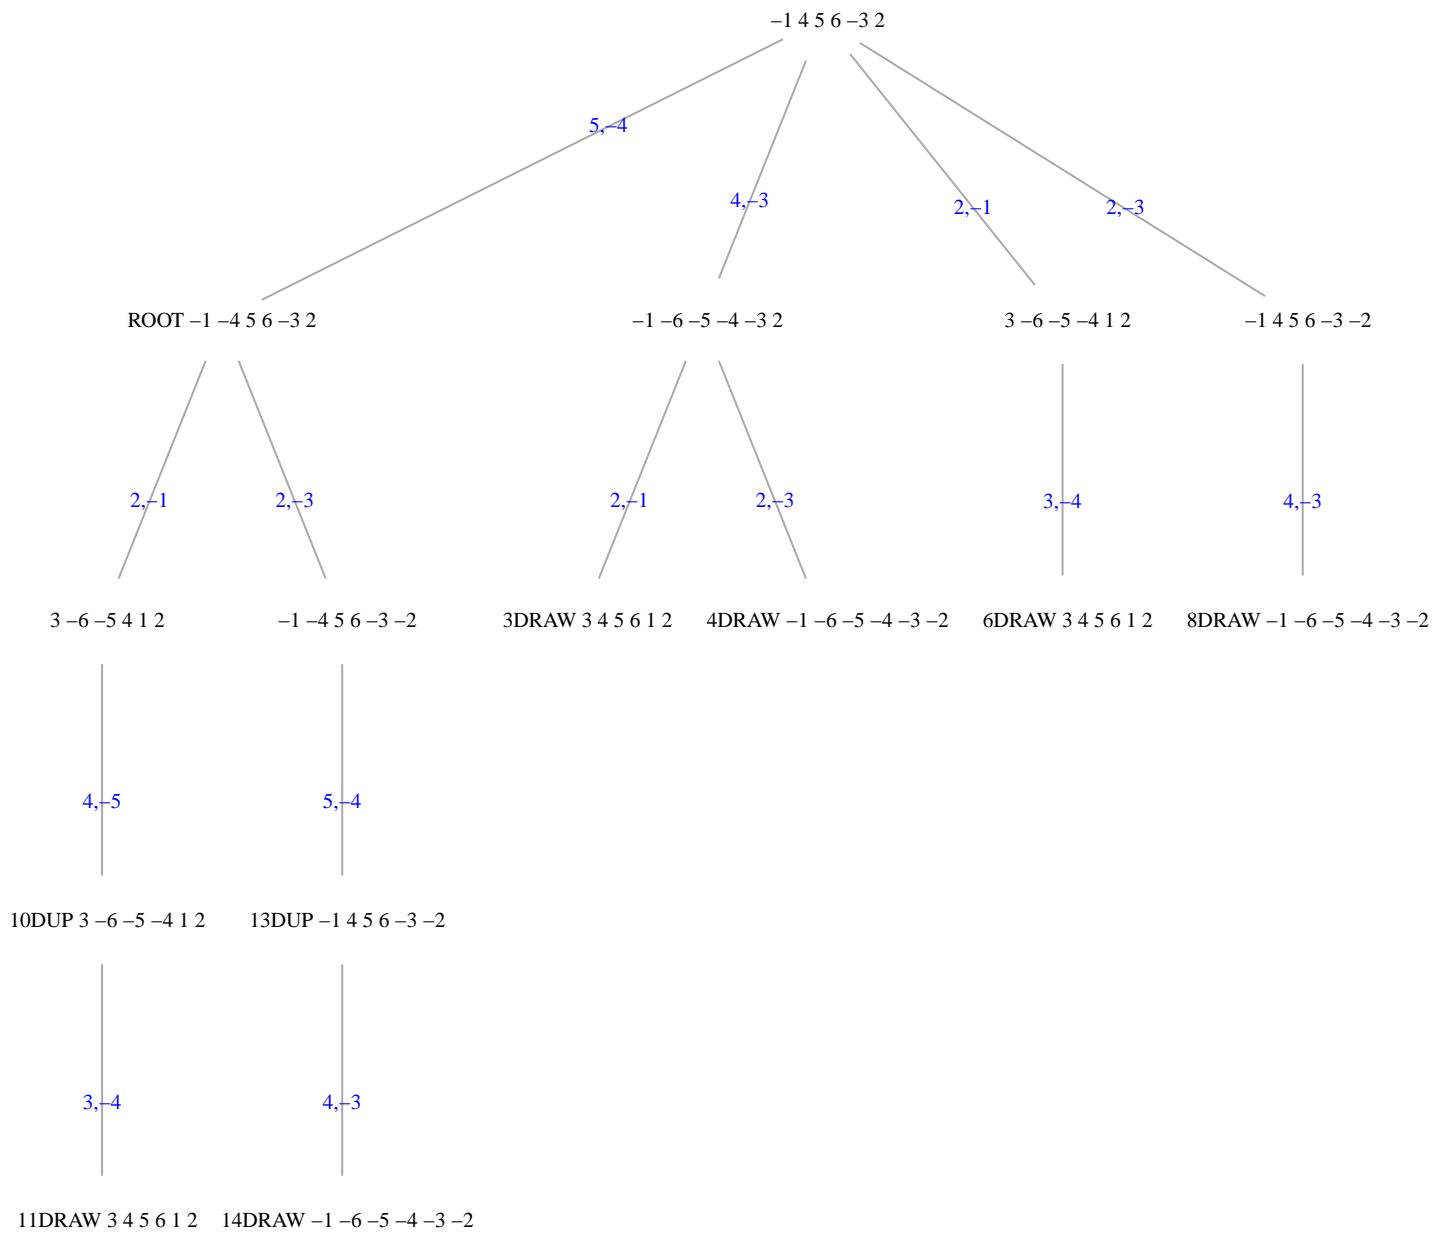 –1 4 5 6 –3 2
5,–4
4,–3
2,–1
2,–3
ROOT –1 –4 5 6 –3 2
–1 –6 –5 –4 –3 2
3 –6 –5 –4 1 2
–1 4 5 6 –3 –2
2,–1
2,–3
2,–1
2,–3
3,–4
4,–3
3 –6 –5 4 1 2
–1 –4 5 6 –3 –2
3DRAW 3 4 5 6 1 2
4DRAW –1 –6 –5 –4 –3 –2
6DRAW 3 4 5 6 1 2
8DRAW –1 –6 –5 –4 –3 –2
4,–5
5,–4
10DUP 3 –6 –5 –4 1 2
13DUP –1 4 5 6 –3 –2
3,–4
4,–3
11DRAW 3 4 5 6 1 2
14DRAW –1 –6 –5 –4 –3 –2